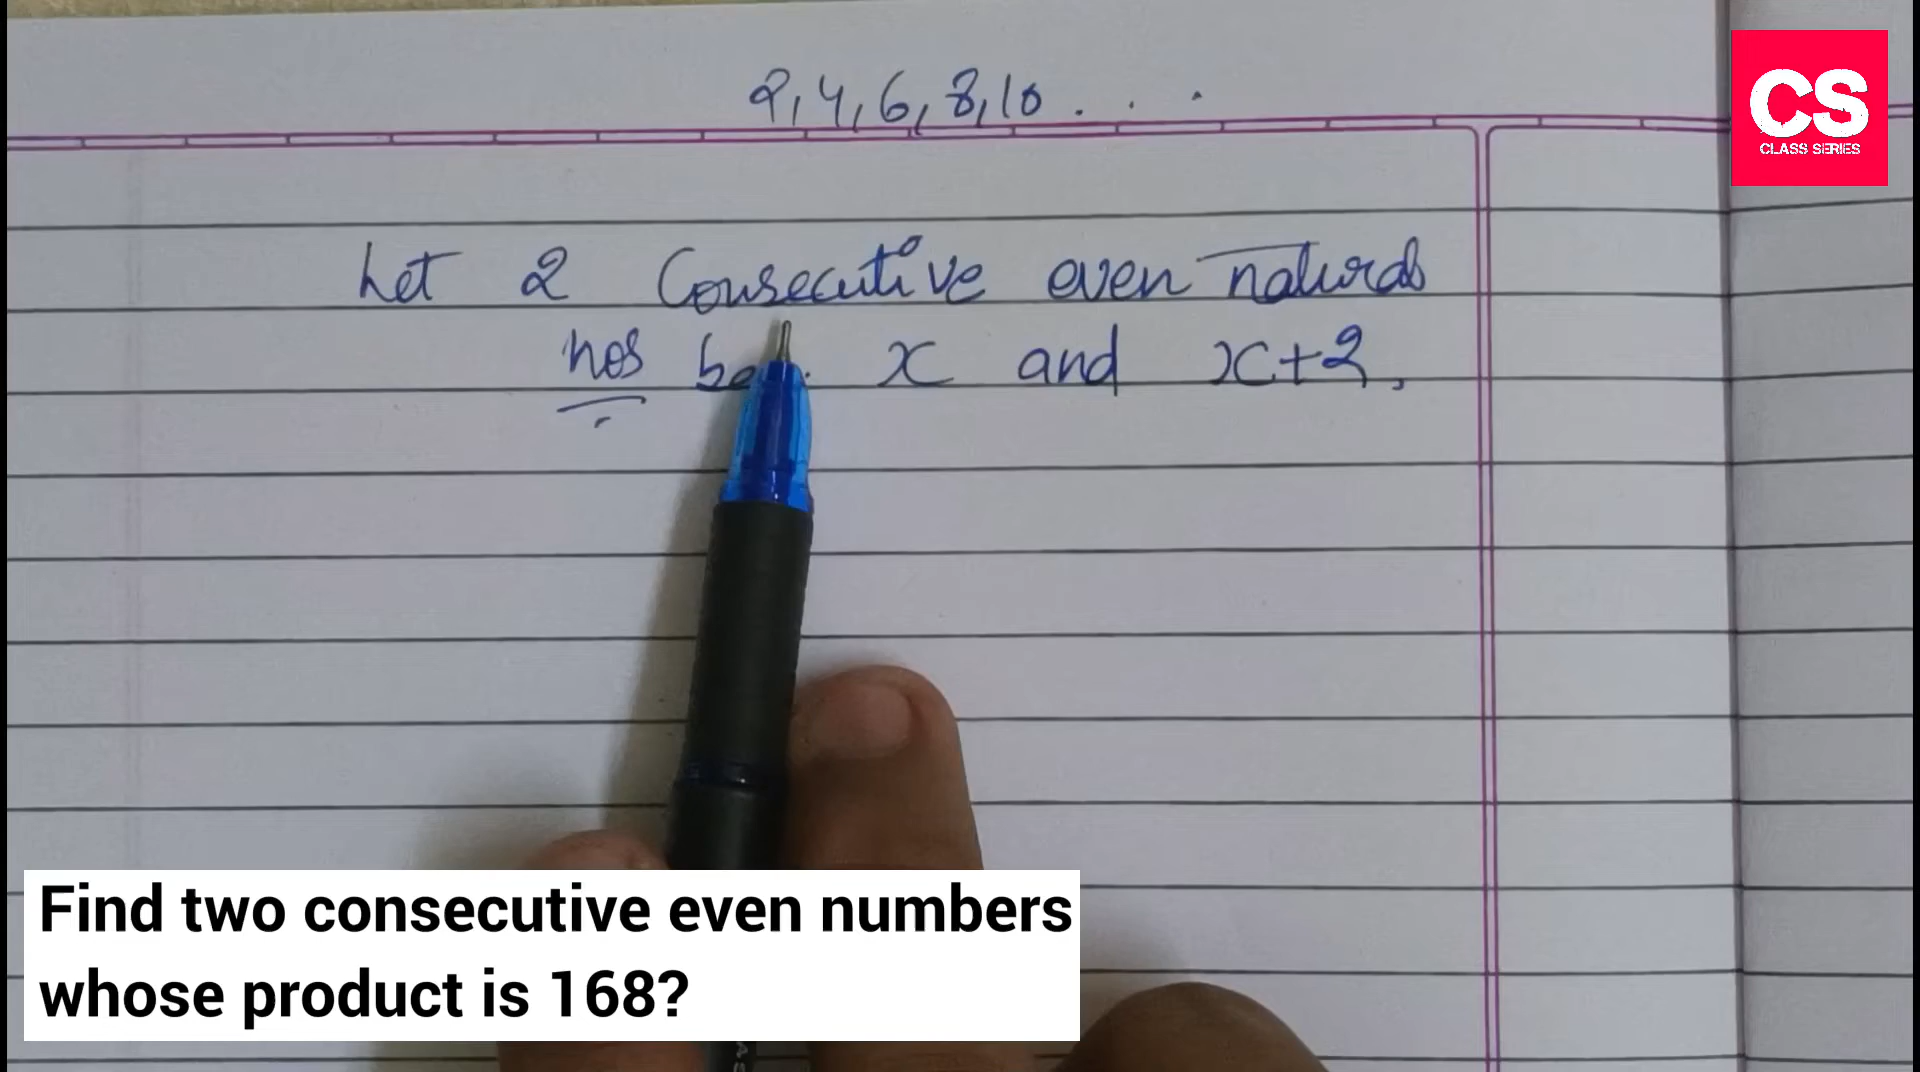 2,4,6,8,10 . . .
CS
CLASS SERIES
Let 2 Consecutive even natural
nos be x and x+2.
Find two consecutive even numbers
whose product is 168?